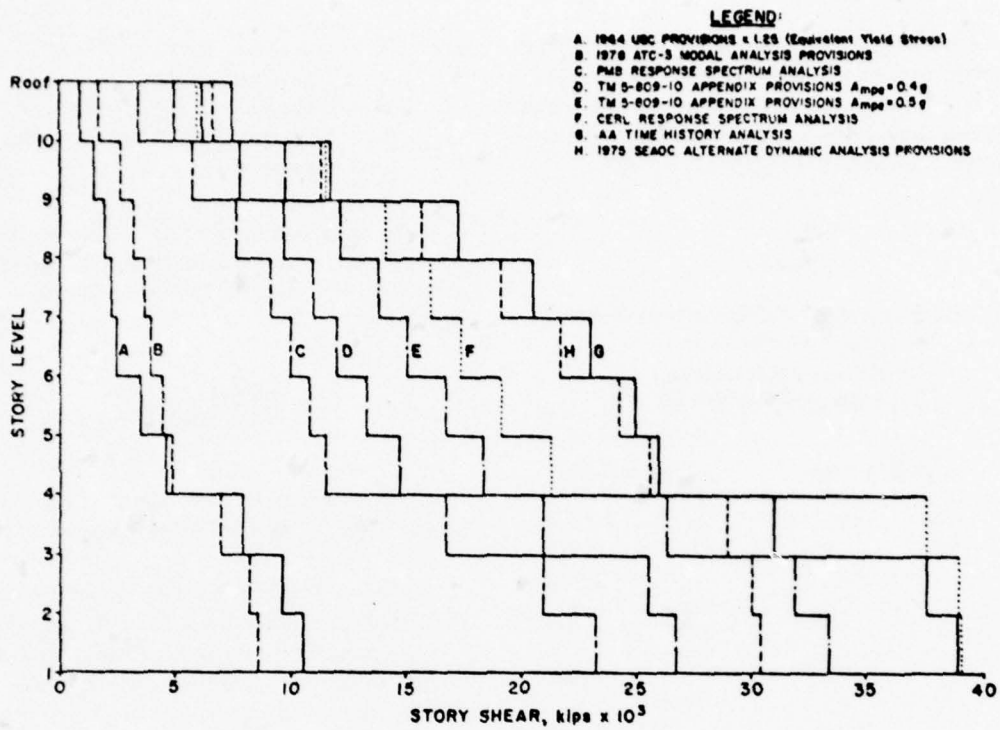 LEGEND:
A. 1964 UBC PROVISIONS x 1.25 (Equivalent Yield Stress)
B. 1978 ATC-3 MODAL ANALYSIS PROVISIONS
C. PMB RESPONSE SPECTRUM ANALYSIS
D. TM 5-809-10 APPENDIX PROVISIONS Ampe = 0.4g
E. TM 5-809-10 APPENDIX PROVISIONS Ampe = 0.5g
F. CERL RESPONSE SPECTRUM ANALYSIS
G. AA TIME HISTORY ANALYSIS
H. 1975 SEAOC ALTERNATE DYNAMIC ANALYSIS PROVISIONS
STORY LEVEL
Roof
10
9
8
7
6
5
4
3
2
1
A B C D E F H G
0 5 10 15 20 25 30 35 40
STORY SHEAR, kips x 10³